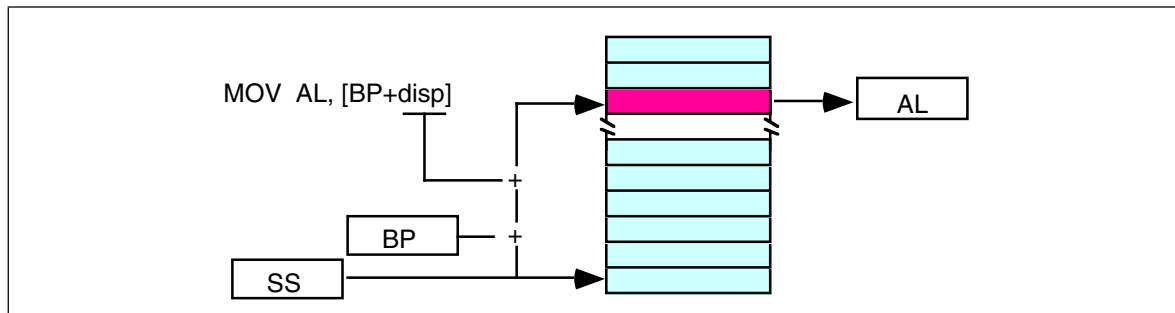 MOV AL, [BP+disp]
AL
+
BP
+
SS